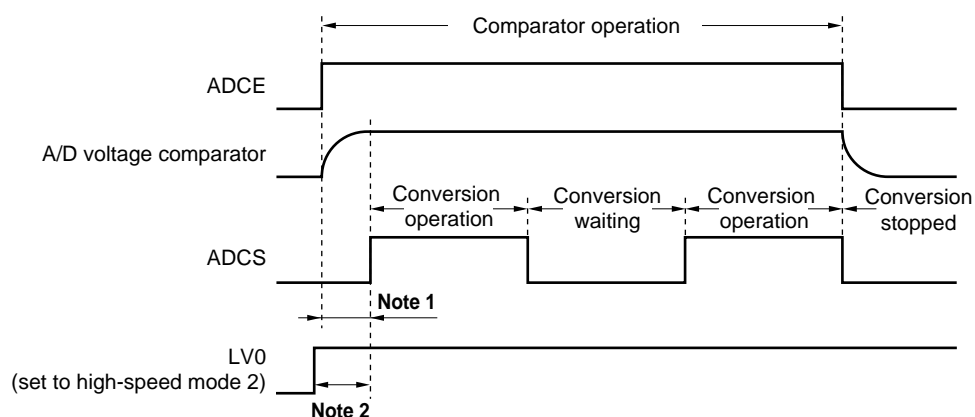 Comparator operation
ADCE
A/D voltage comparator
Conversion operation
Conversion waiting
Conversion operation
Conversion stopped
ADCS
Note 1
LV0
(set to high-speed mode 2)
Note 2